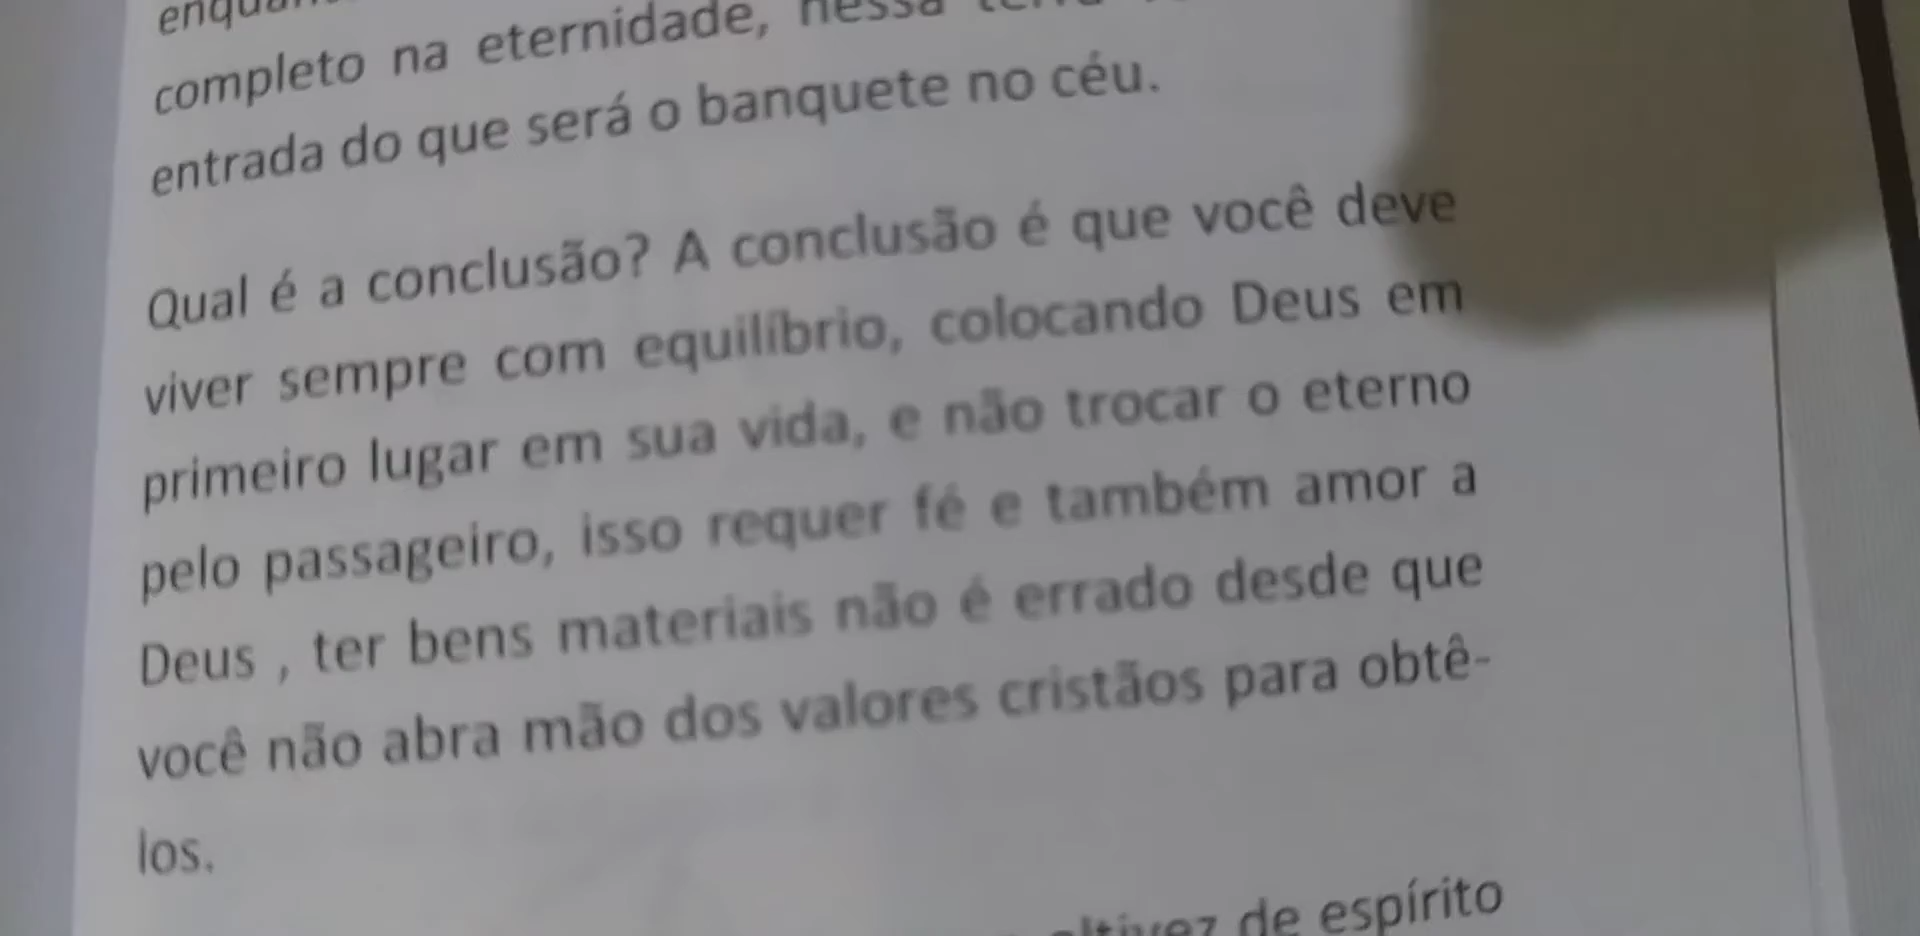 completo na eternidade, nessa
entrada do que será o banquete no céu.
Qual é a conclusão? A conclusão é que você deve
viver sempre com equilíbrio, colocando Deus em
primeiro lugar em sua vida, e não trocar o eterno
pelo passageiro, isso requer fé e também amor a
Deus , ter bens materiais não é errado desde que
você não abra mão dos valores cristãos para obtê-
los.
altivez de espírito